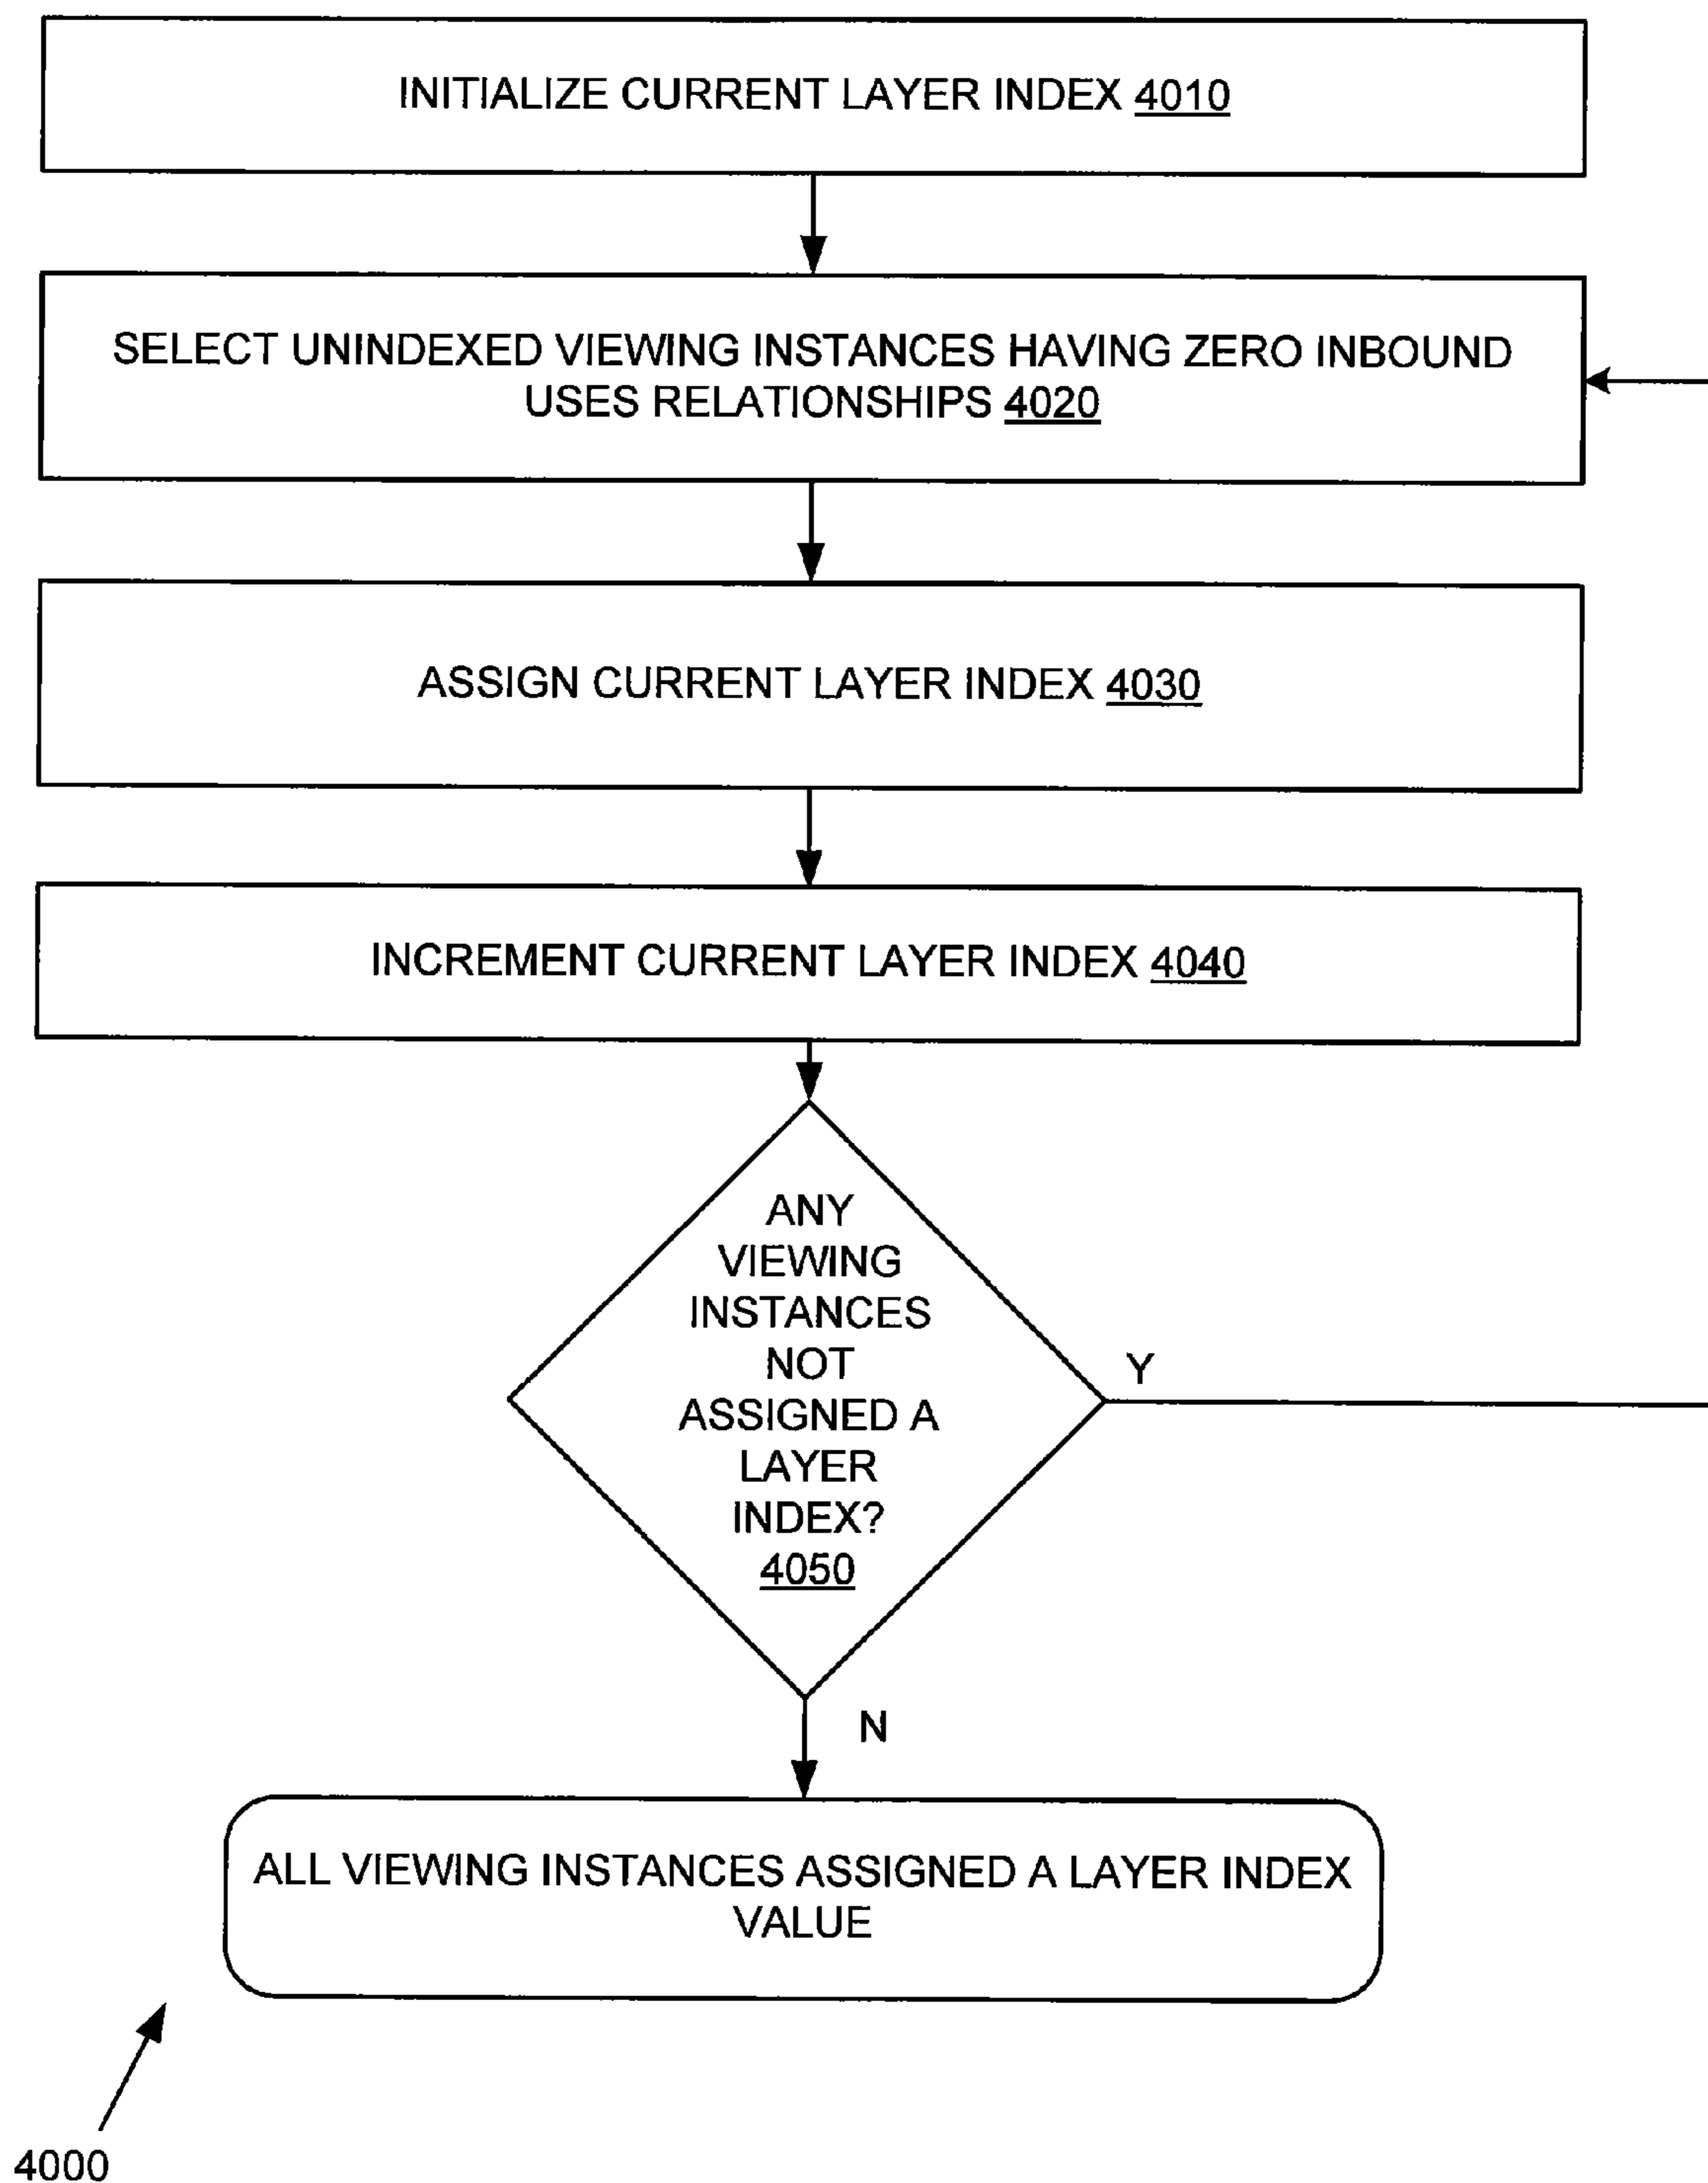 INITIALIZE CURRENT LAYER INDEX 4010
SELECT UNINDEXED VIEWING INSTANCES HAVING ZERO INBOUND
USES RELATIONSHIPS 4020
ASSIGN CURRENT LAYER INDEX 4030
INCREMENT CURRENT LAYER INDEX 4040
ANY
VIEWING
INSTANCES
NOT
ASSIGNED A
LAYER
INDEX?
4050
Y
N
ALL VIEWING INSTANCES ASSIGNED A LAYER INDEX
VALUE
4000